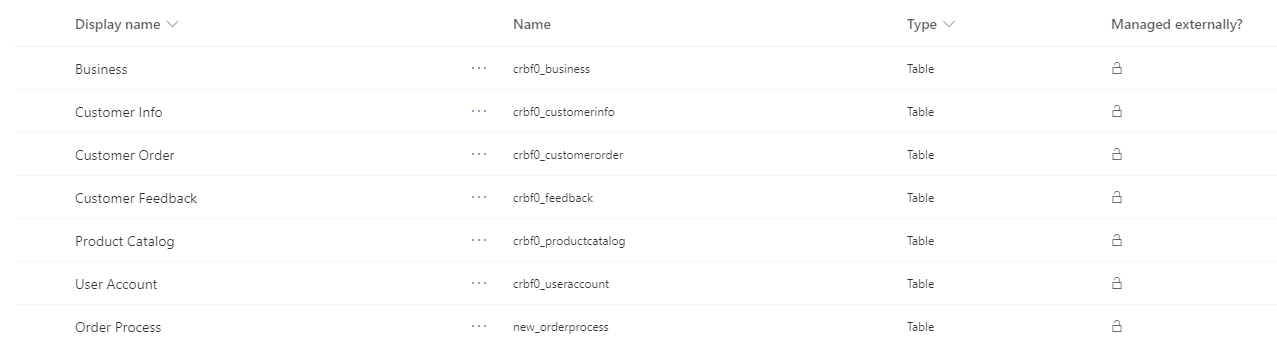 Display name Name Type Managed externally?
Business ... crbf0_business Table
Customer Info ... crbf0_customerinfo Table
Customer Order ... crbf0_customerorder Table
Customer Feedback ... crbf0_feedback Table
Product Catalog ... crbf0_productcatalog Table
User Account ... crbf0_useraccount Table
Order Process ... new_orderprocess Table